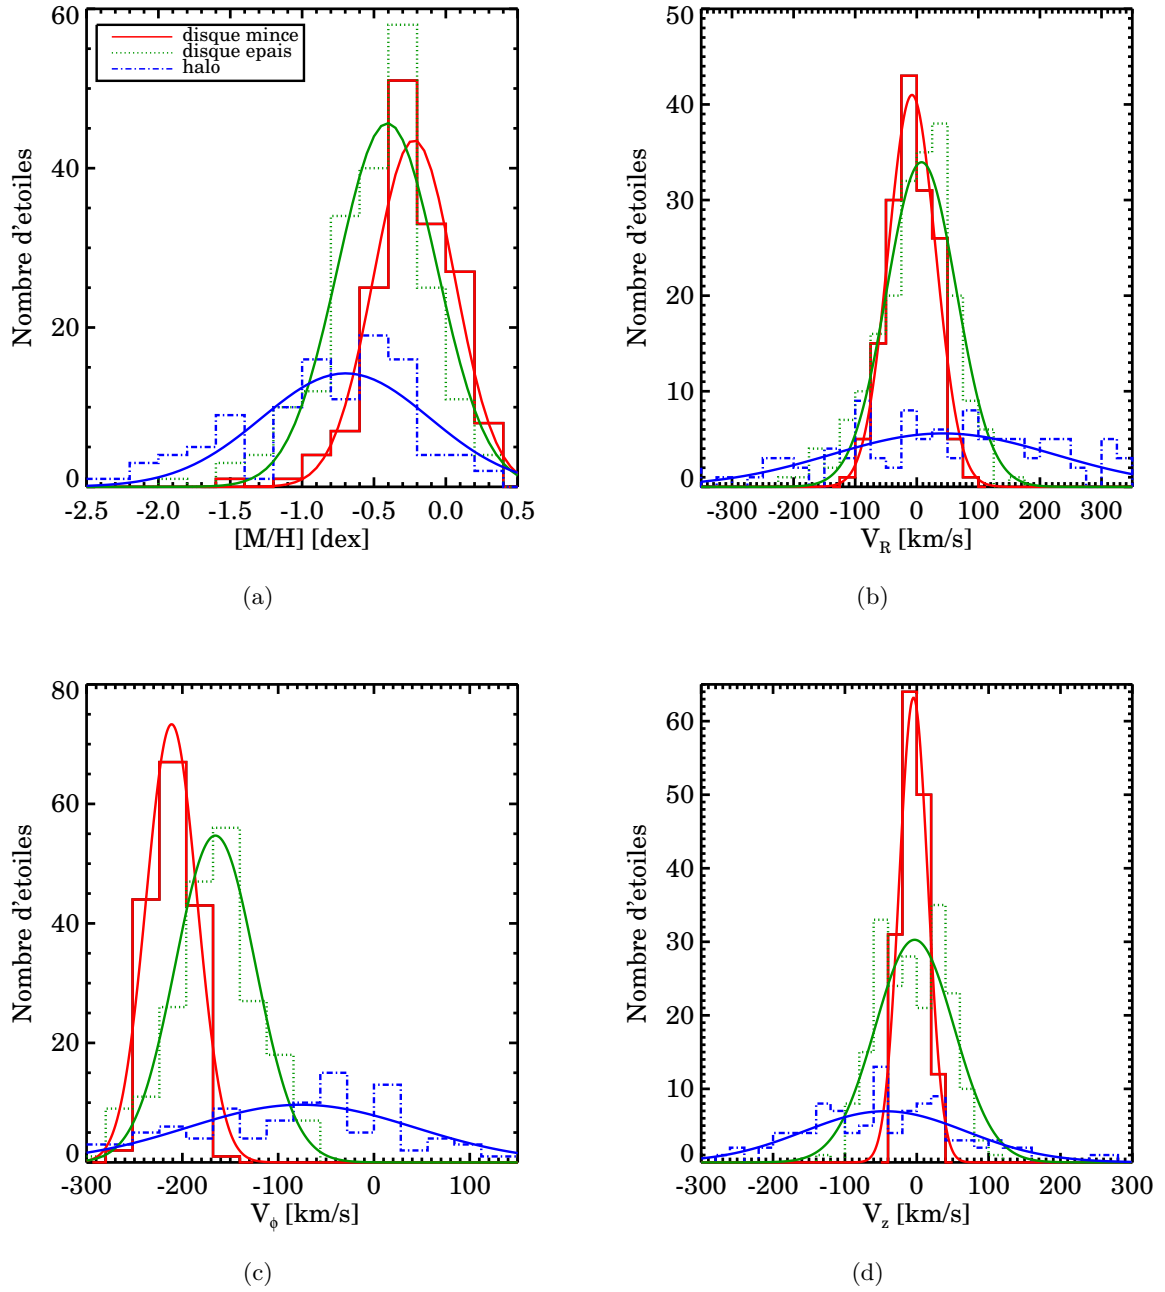 60
40
20
0
Nombre d'etoiles
disque mince
disque epais
halo
-2.5 -2.0 -1.5 -1.0 -0.5 0.0 0.5
[M/H] [dex]
(a)
50
40
30
20
10
0
Nombre d'etoiles
-300 -200 -100 0 100 200 300
V_R [km/s]
(b)
80
60
40
20
0
Nombre d'etoiles
-300 -200 -100 0 100
V_ϕ [km/s]
(c)
60
50
40
30
20
10
0
Nombre d'etoiles
-300 -200 -100 0 100 200 300
V_z [km/s]
(d)